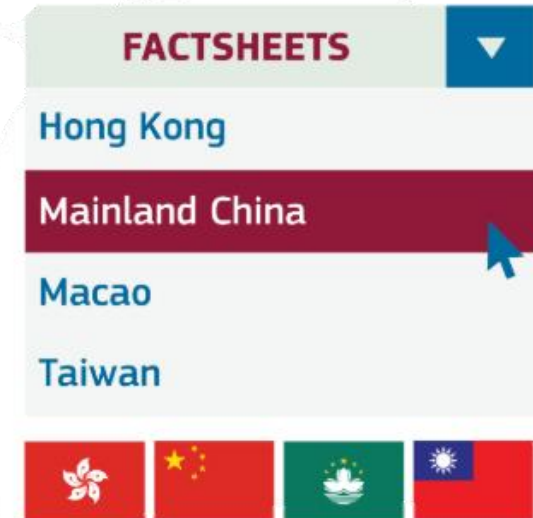 FACTSHEETS
Hong Kong
Mainland China
Macao
Taiwan